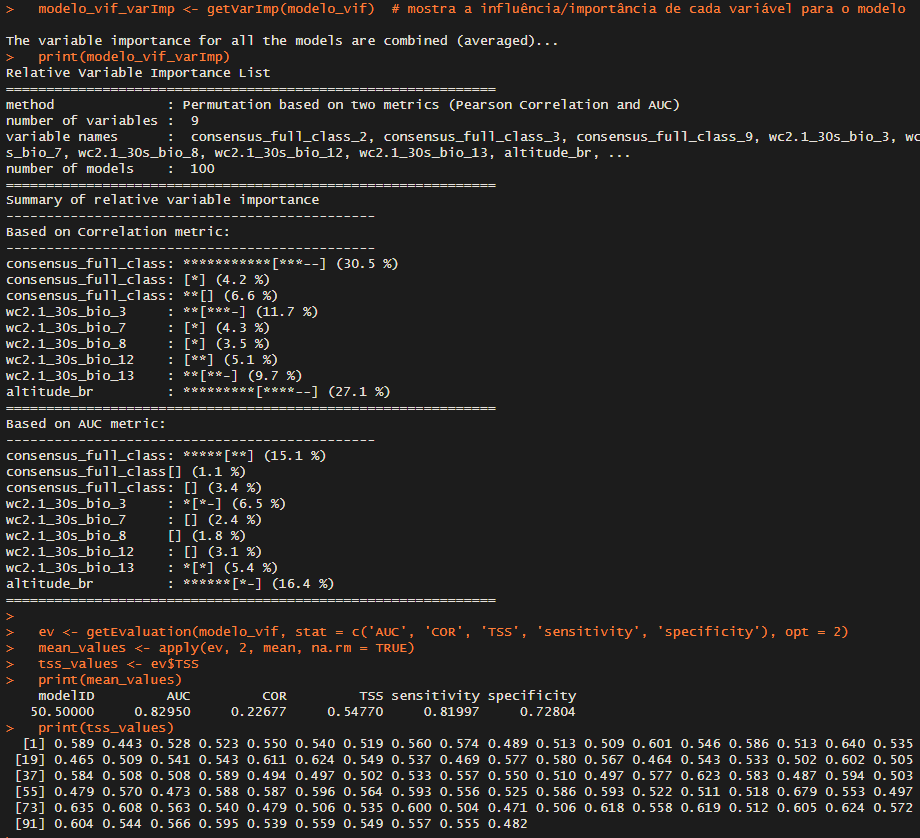 >   modelo_vif_varImp <- getVarImp(modelo_vif)  # mostra a influência/importância de cada variável para o modelo
The variable importance for all the models are combined (averaged)...
>   print(modelo_vif_varImp)
Relative Variable Importance List
=============================================================
method              : Permutation based on two metrics (Pearson Correlation and AUC)
number of variables :  9
variable names      :  consensus_full_class_2, consensus_full_class_3, consensus_full_class_9, wc2.1_30s_bio_3, wc
s_bio_7, wc2.1_30s_bio_8, wc2.1_30s_bio_12, wc2.1_30s_bio_13, altitude_br, ...
number of models    :  100
=============================================================
Summary of relative variable importance
----------------------------------------------
Based on Correlation metric:
----------------------------------------------
consensus_full_class: ***********[***--] (30.5 %)
consensus_full_class: [*] (4.2 %)
consensus_full_class: **[] (6.6 %)
wc2.1_30s_bio_3     : **[***-] (11.7 %)
wc2.1_30s_bio_7     : [*] (4.3 %)
wc2.1_30s_bio_8     : [*] (3.5 %)
wc2.1_30s_bio_12    : [**] (5.1 %)
wc2.1_30s_bio_13    : **[**-] (9.7 %)
altitude_br         : *********[****--] (27.1 %)
=============================================================
Based on AUC metric:
----------------------------------------------
consensus_full_class: *****[**] (15.1 %)
consensus_full_class[] (1.1 %)
consensus_full_class: [] (3.4 %)
wc2.1_30s_bio_3     : *[*-] (6.5 %)
wc2.1_30s_bio_7     : [] (2.4 %)
wc2.1_30s_bio_8     [] (1.8 %)
wc2.1_30s_bio_12    : [] (3.1 %)
wc2.1_30s_bio_13    : *[*] (5.4 %)
altitude_br         : ******[*-] (16.4 %)
=============================================================
>
>   ev <- getEvaluation(modelo_vif, stat = c('AUC', 'COR', 'TSS', 'sensitivity', 'specificity'), opt = 2)
>   mean_values <- apply(ev, 2, mean, na.rm = TRUE)
>   tss_values <- ev$TSS
>   print(mean_values)
    modelID         AUC         COR         TSS sensitivity specificity
   50.50000     0.82950     0.22677     0.54770     0.81997     0.72804
>   print(tss_values)
  [1] 0.589 0.443 0.528 0.523 0.550 0.540 0.519 0.560 0.574 0.489 0.513 0.509 0.601 0.546 0.586 0.513 0.640 0.535
 [19] 0.465 0.509 0.541 0.543 0.611 0.624 0.549 0.537 0.469 0.577 0.580 0.567 0.464 0.543 0.533 0.502 0.602 0.505
 [37] 0.584 0.508 0.508 0.589 0.494 0.497 0.502 0.533 0.557 0.550 0.510 0.497 0.577 0.623 0.583 0.487 0.594 0.503
 [55] 0.479 0.570 0.473 0.588 0.587 0.596 0.564 0.593 0.556 0.525 0.586 0.593 0.522 0.511 0.518 0.679 0.553 0.497
 [73] 0.635 0.608 0.563 0.540 0.479 0.506 0.535 0.600 0.504 0.471 0.506 0.618 0.558 0.619 0.512 0.605 0.624 0.572
 [91] 0.604 0.544 0.566 0.595 0.539 0.559 0.549 0.557 0.555 0.482